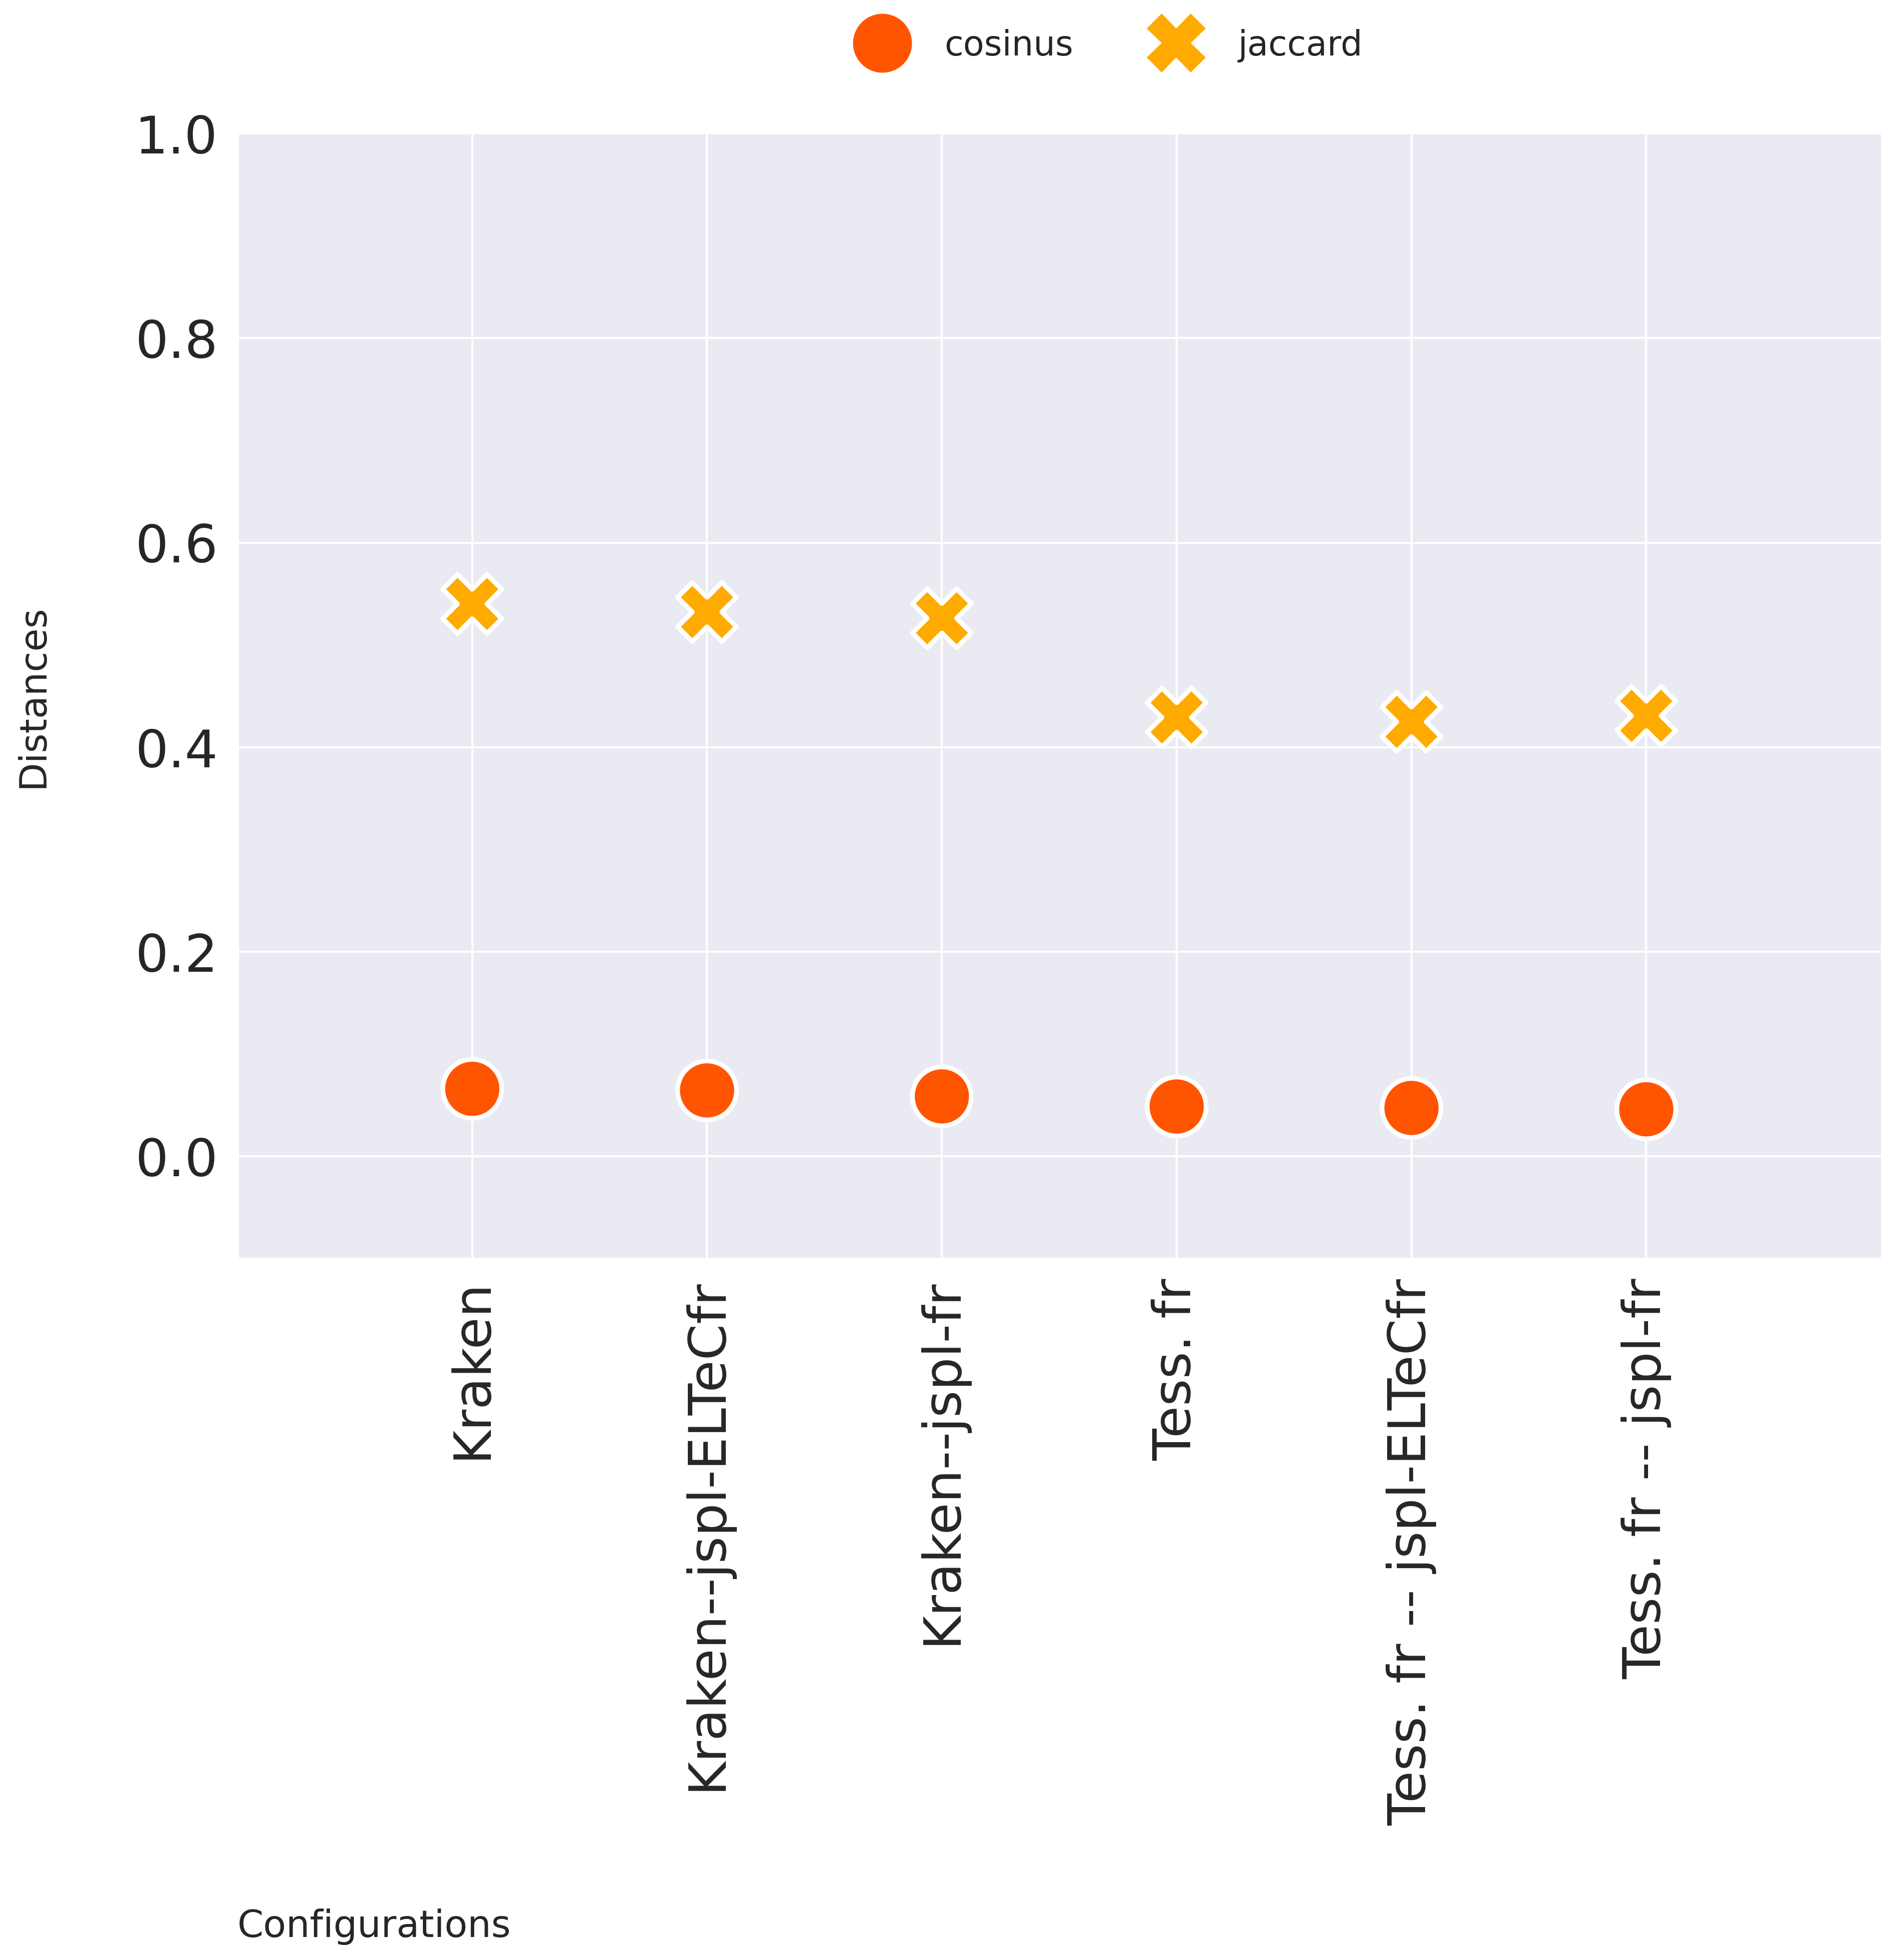 cosinus jaccard
1.0
0.8
0.6
0.4
0.2
0.0
Distances
Kraken
Kraken--jspl-ELTeCfr
Kraken--jspl-fr
Tess. fr
Tess. fr -- jspl-ELTeCfr
Tess. fr -- jspl-fr
Configurations